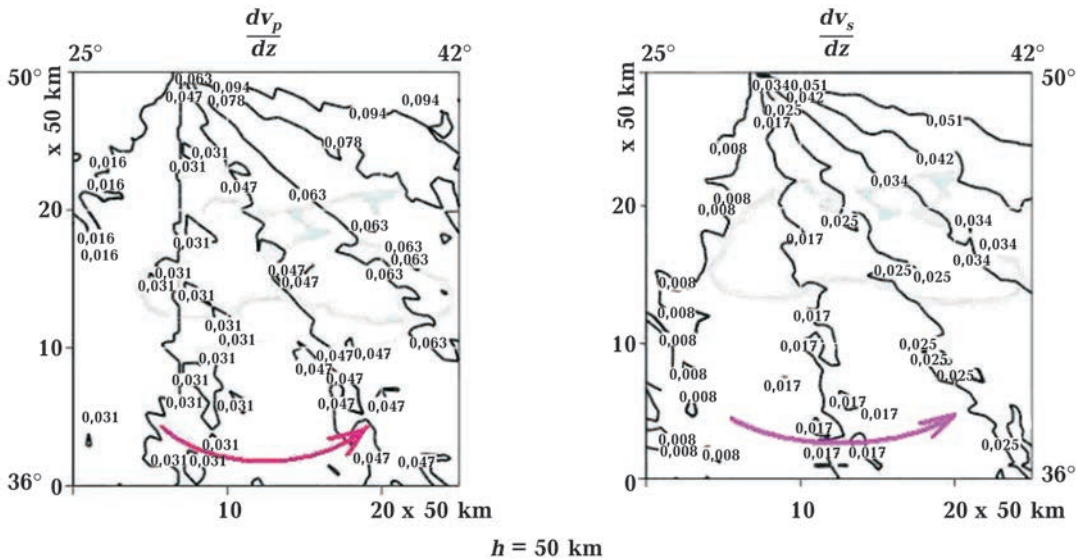 dv_p/dz dv_s/dz
25° 42° 25° 42°
50° 0,063 0,094 0,034 0,051 50°
0,047 0,078 0,094 0,042
x 50 km 0,094 x 50 km 0,025 0,051
0,017
0,016 0,031 0,078 0,008 0,042
0,031
0,016 0,047 0,063 0,034
20 0,008 20
0,008
0,016 0,031 0,063 0,017 0,025 0,034
0,016 0,063 0,034
0,063 0,034
0,031 0,047 0,063 0,025 0,025
0,031 0,031 0,047 0,008
0,031 0,008 0,017
0,031 0,063
10 0,031 0,047 0,047 10 0,008 0,017 0,025
0,047 0,025
0,031 0,047 0,008 0,017 0,025
0,031 0,031 0,047 0,047 0,008 0,017
0,031 0,017
0,031 0,008 0,017 0,025
0,031 0,031 0,047 0,047 0,008 0,008 0,017 0,017
36° 0 0 36°
10 20 x 50 km 10 20 x 50 km
h = 50 km